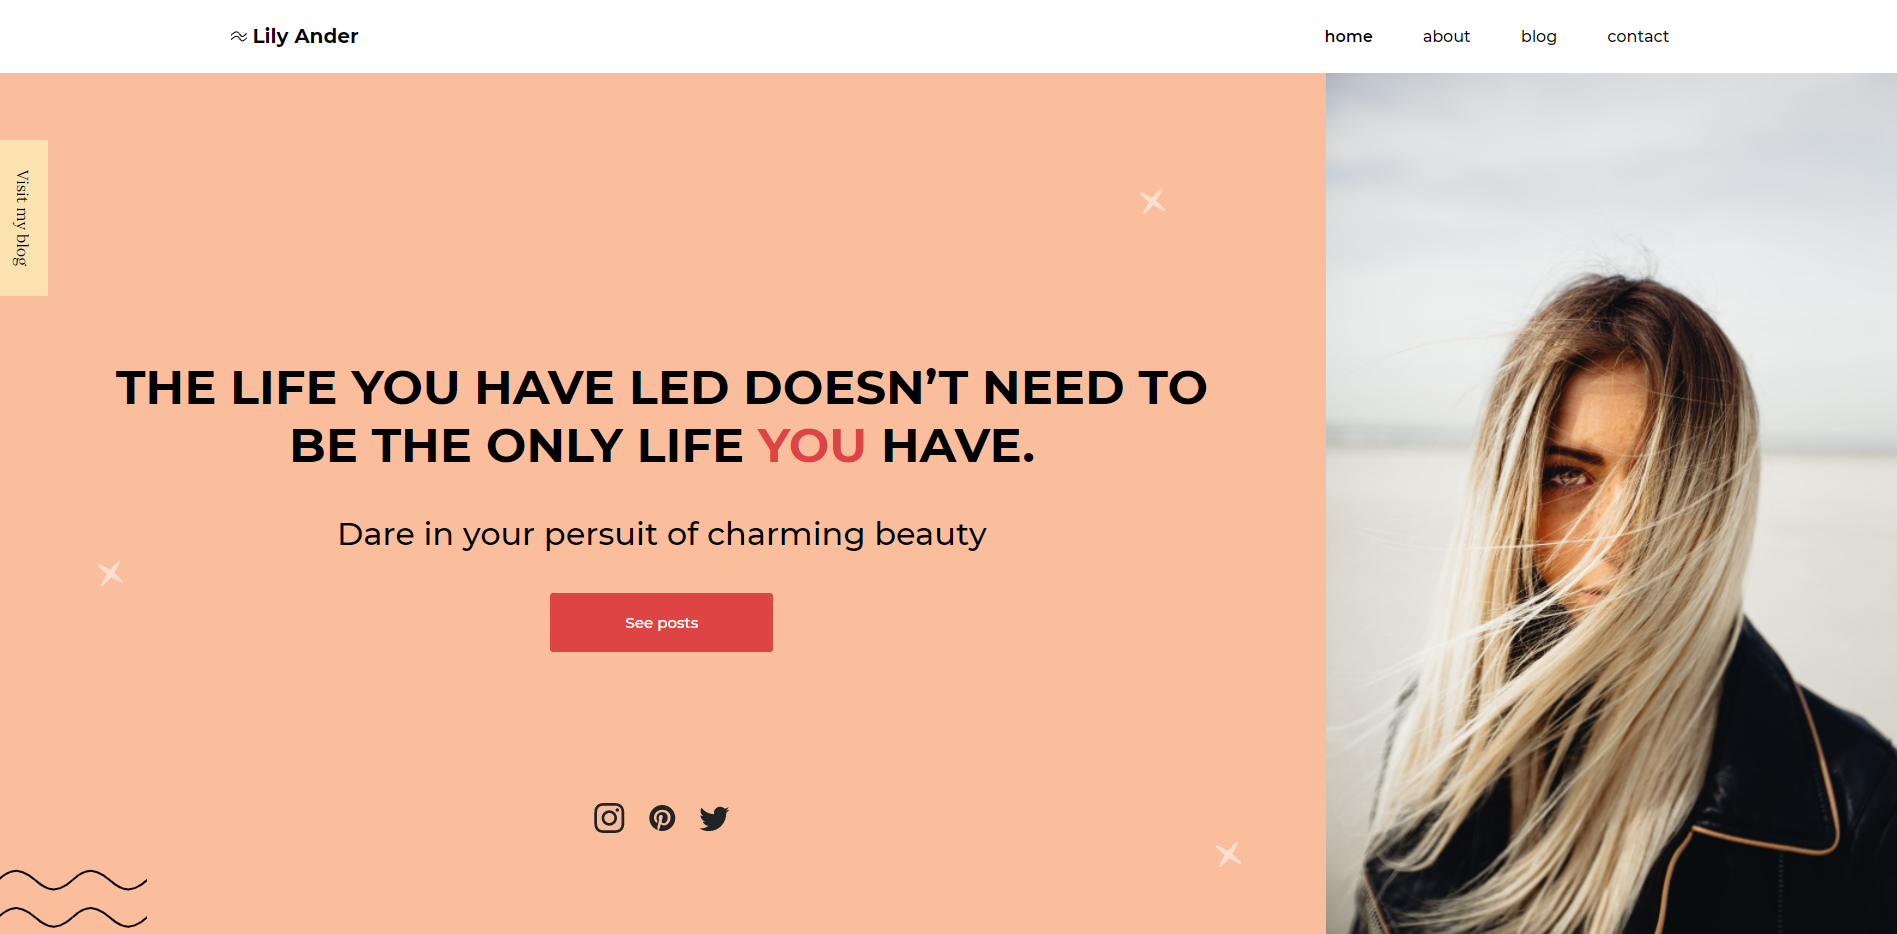 Lily Ander
home about blog contact
Visit my blog
THE LIFE YOU HAVE LED DOESN’T NEED TO
BE THE ONLY LIFE YOU HAVE.
Dare in your persuit of charming beauty
See posts